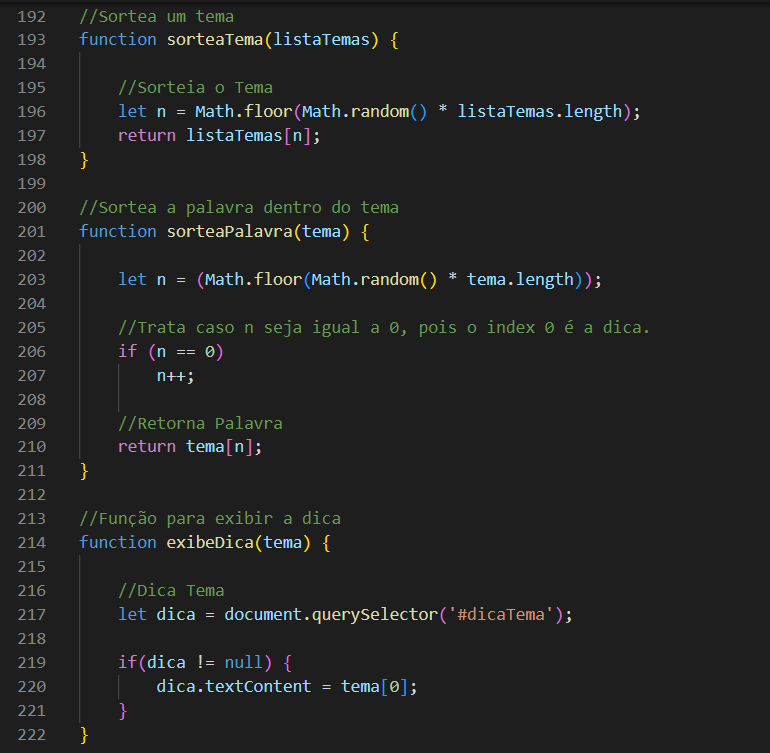 192 //Sortea um tema
193 function sorteaTema(listaTemas) {
194
195 //Sorteia o Tema
196 let n = Math.floor(Math.random() * listaTemas.length);
197 return listaTemas[n];
198 }
199
200 //Sortea a palavra dentro do tema
201 function sorteaPalavra(tema) {
202
203 let n = (Math.floor(Math.random() * tema.length));
204
205 //Trata caso n seja igual a 0, pois o index 0 é a dica.
206 if (n == 0)
207 n++;
208
209 //Retorna Palavra
210 return tema[n];
211 }
212
213 //Função para exibir a dica
214 function exibeDica(tema) {
215
216 //Dica Tema
217 let dica = document.querySelector('#dicaTema');
218
219 if(dica != null) {
220 dica.textContent = tema[0];
221 }
222 }